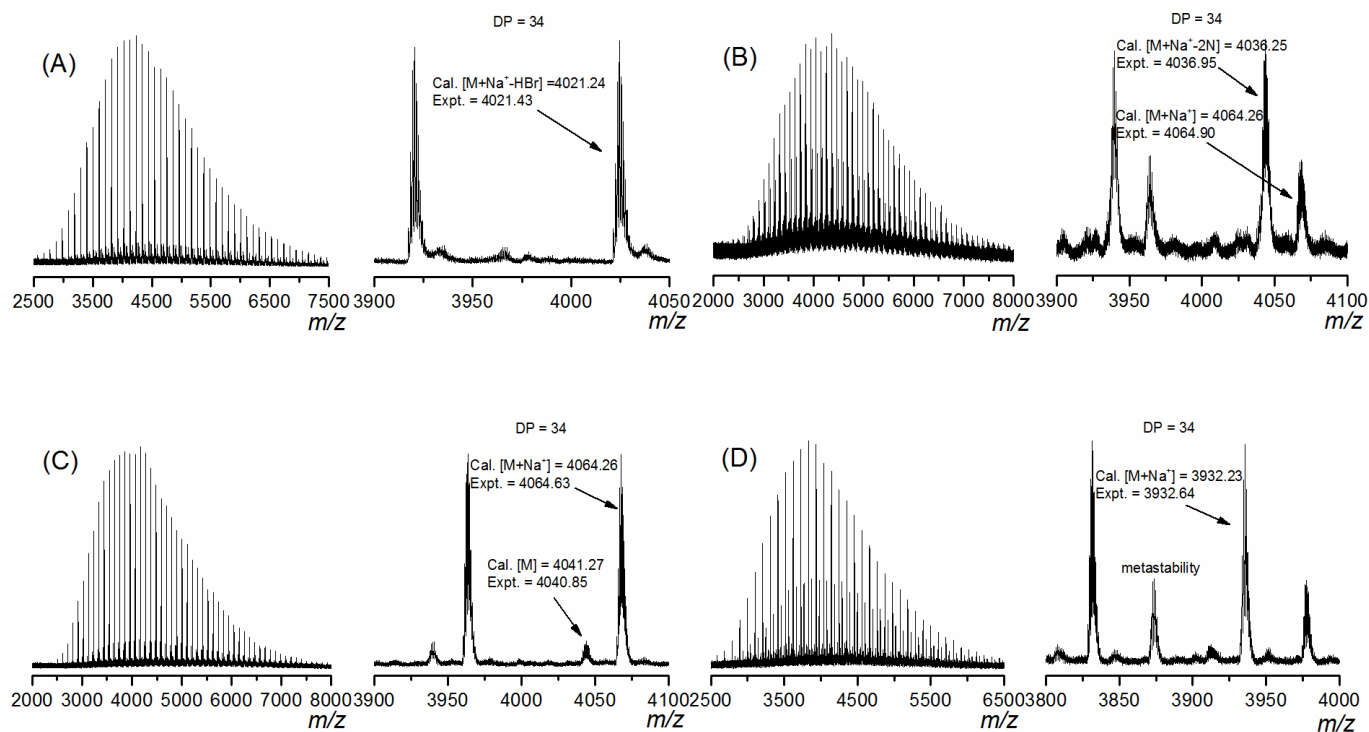 (A)
2500 3500 4500 5500 6500 7500
m/z
DP = 34
Cal. [M+Na⁺-HBr] =4021.24
Expt. = 4021.43
3900 3950 4000 4050
m/z
(B)
2000 3000 4000 5000 6000 7000 8000
m/z
DP = 34
Cal. [M+Na⁺-2N] = 4036.25
Expt. = 4036.95
Cal. [M+Na⁺] = 4064.26
Expt. = 4064.90
3900 3950 4000 4050 4100
m/z
(C)
2000 3000 4000 5000 6000 7000 8000
m/z
DP = 34
Cal. [M+Na⁺] = 4064.26
Expt. = 4064.63
Cal. [M] = 4041.27
Expt. = 4040.85
3900 3950 4000 4050 4100
m/z
(D)
2500 3500 4500 5500 6500
m/z
DP = 34
Cal. [M+Na⁺] = 3932.23
Expt. = 3932.64
metastability
3800 3850 3900 3950 4000
m/z